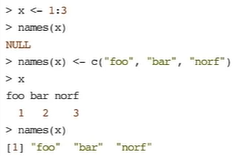 > x <- 1:3
> names(x)
NULL
> names(x) <- c("foo", "bar", "norf")
> x
foo bar norf
1 2 3
> names(x)
[1] "foo" "bar" "norf"